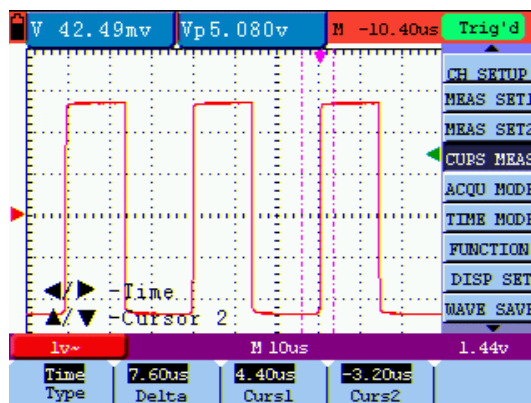 V 42.49mv Vp5.080v M -10.40us Trig'd
CH SETUP
MEAS SET1
MEAS SET2
CUPS MEAS
ACQU MODE
TIME MODE
FUNCTION
DISP SET
WAVE SAVE
◀/▶ -Time
▲/▼ -Cursor 2
1v~ M 10us 1.44v
Time 7.60us 4.40us -3.20us
Type Delta Curs1 Curs2